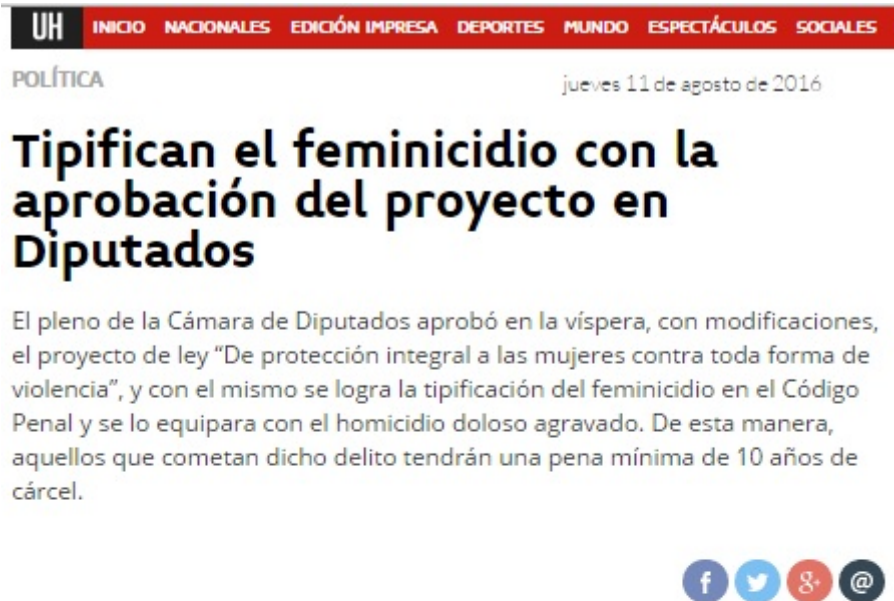 UH INICIO NACIONALES EDICIÓN IMPRESA DEPORTES MUNDO ESPECTÁCULOS SOCIALES
POLÍTICA jueves 11 de agosto de 2016
Tipifican el feminicidio con la
aprobación del proyecto en
Diputados
El pleno de la Cámara de Diputados aprobó en la víspera, con modificaciones,
el proyecto de ley “De protección integral a las mujeres contra toda forma de
violencia”, y con el mismo se logra la tipificación del feminicidio en el Código
Penal y se lo equipara con el homicidio doloso agravado. De esta manera,
aquellos que cometan dicho delito tendrán una pena mínima de 10 años de
cárcel.
f 8+ @